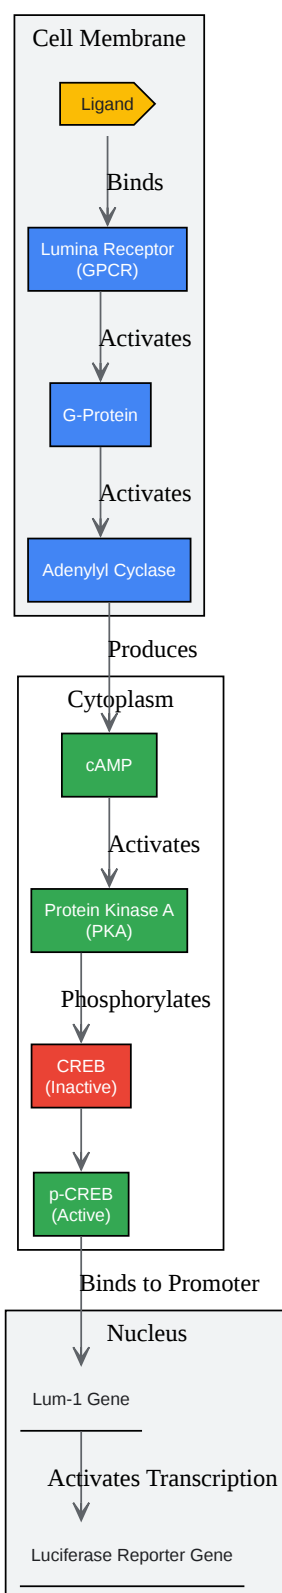 Cell Membrane
Ligand
Binds
Lumina Receptor
(GPCR)
Activates
G-Protein
Activates
Adenylyl Cyclase
Produces
Cytoplasm
cAMP
Activates
Protein Kinase A
(PKA)
Phosphorylates
CREB
(Inactive)
p-CREB
(Active)
Binds to Promoter
Nucleus
Lum-1 Gene
Activates Transcription
Luciferase Reporter Gene